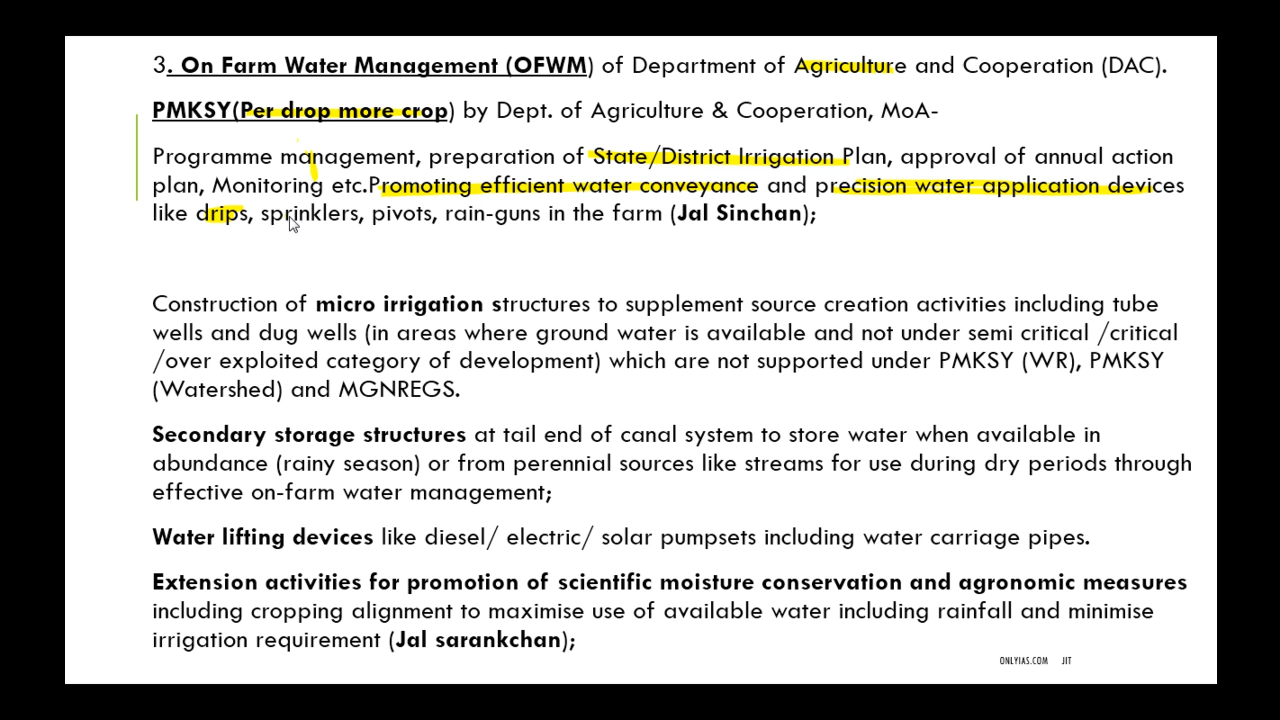 3. On Farm Water Management (OFWM) of Department of Agriculture and Cooperation (DAC).
PMKSY(Per drop more crop) by Dept. of Agriculture & Cooperation, MoA-
Programme management, preparation of State/District Irrigation Plan, approval of annual action
plan, Monitoring etc.Promoting efficient water conveyance and precision water application devices
like drips, sprinklers, pivots, rain-guns in the farm (Jal Sinchan);
Construction of micro irrigation structures to supplement source creation activities including tube
wells and dug wells (in areas where ground water is available and not under semi critical /critical
/over exploited category of development) which are not supported under PMKSY (WR), PMKSY
(Watershed) and MGNREGS.
Secondary storage structures at tail end of canal system to store water when available in
abundance (rainy season) or from perennial sources like streams for use during dry periods through
effective on-farm water management;
Water lifting devices like diesel/ electric/ solar pumpsets including water carriage pipes.
Extension activities for promotion of scientific moisture conservation and agronomic measures
including cropping alignment to maximise use of available water including rainfall and minimise
irrigation requirement (Jal sarankchan);
ONLYIAS.COM JIT